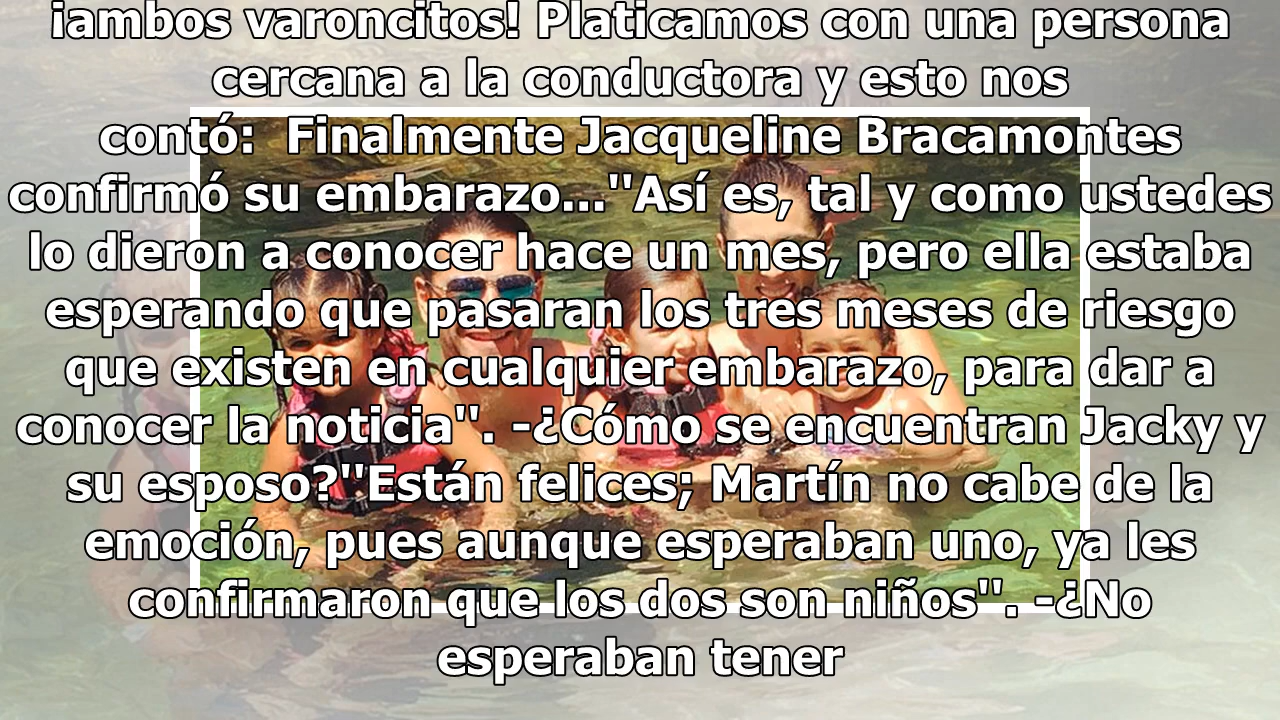 ¡ambos varoncitos! Platicamos con una persona
cercana a la conductora y esto nos
contó:  Finalmente Jacqueline Bracamontes
confirmó su embarazo...''Así es, tal y como ustedes
lo dieron a conocer hace un mes, pero ella estaba
esperando que pasaran los tres meses de riesgo
que existen en cualquier embarazo, para dar a
conocer la noticia''. -¿Cómo se encuentran Jacky y
su esposo?''Están felices; Martín no cabe de la
emoción, pues aunque esperaban uno, ya les
confirmaron que los dos son niños''. -¿No
esperaban tener